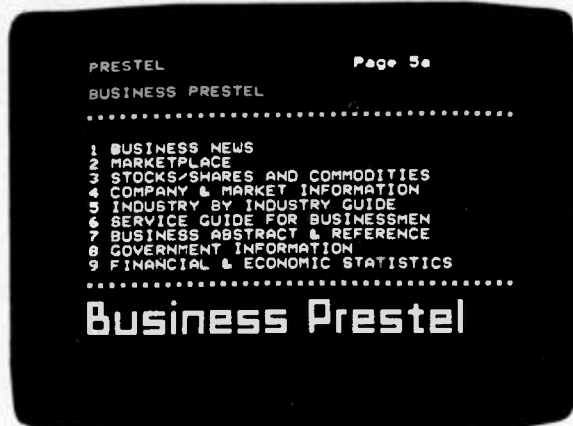 PRESTEL Page 5a
BUSINESS PRESTEL
1 BUSINESS NEWS
2 MARKETPLACE
3 STOCKS/SHARES AND COMMODITIES
4 COMPANY & MARKET INFORMATION
5 INDUSTRY BY INDUSTRY GUIDE
6 SERVICE GUIDE FOR BUSINESSMEN
7 BUSINESS ABSTRACT & REFERENCE
8 GOVERNMENT INFORMATION
9 FINANCIAL & ECONOMIC STATISTICS
Business Prestel